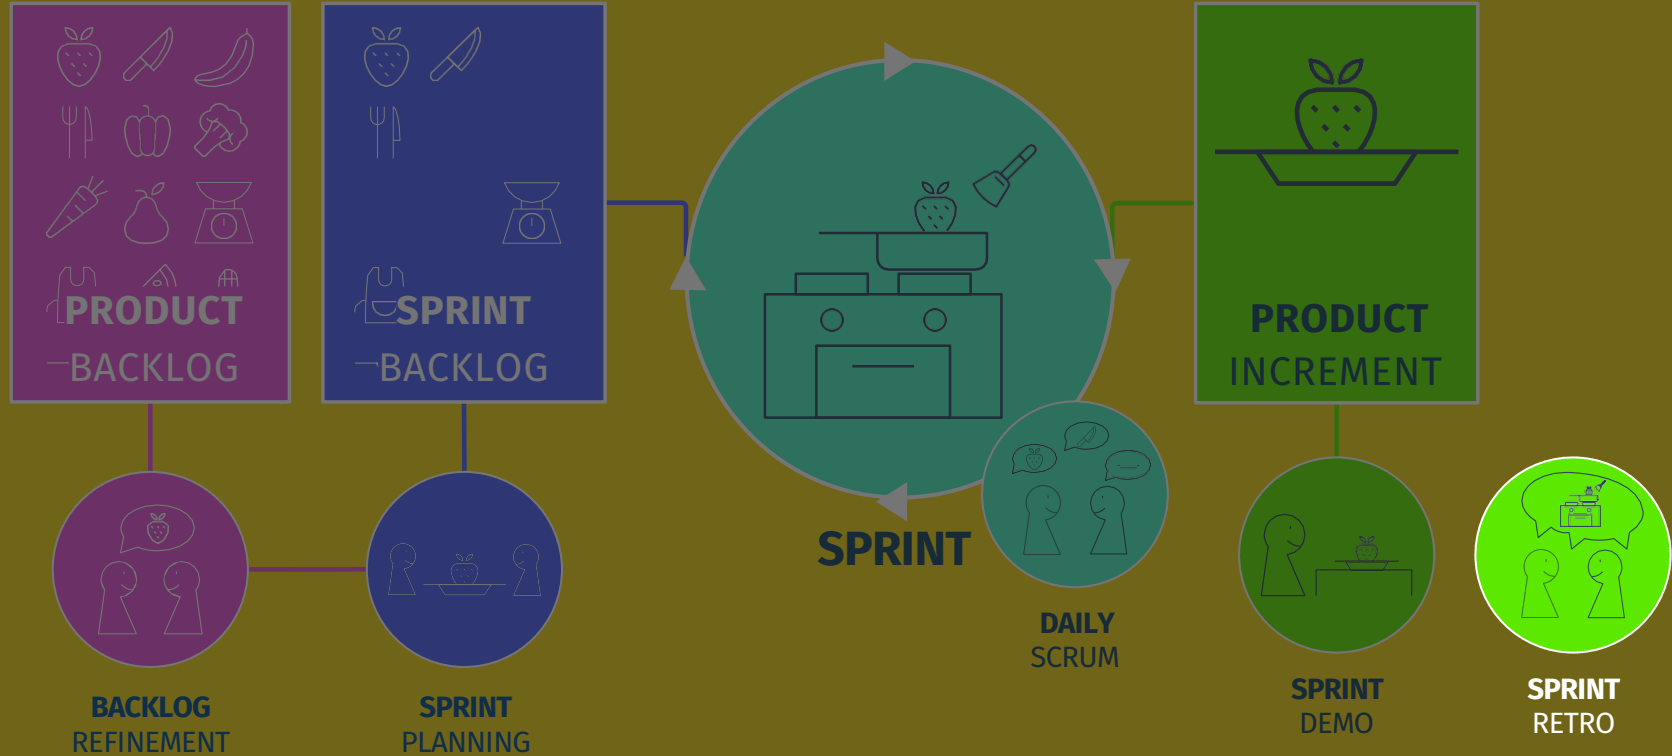 PRODUCT
BACKLOG
SPRINT
BACKLOG
PRODUCT
INCREMENT
SPRINT
DAILY
SCRUM
BACKLOG
REFINEMENT
SPRINT
PLANNING
SPRINT
DEMO
SPRINT
RETRO